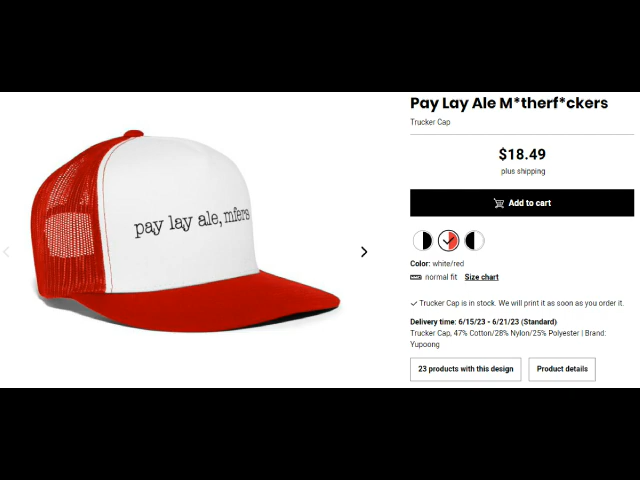 pay lay ale, mfers
Pay Lay Ale M*therf*ckers
Trucker Cap
$18.49
plus shipping
Add to cart
Color: white/red
normal fit Size chart
Trucker Cap is in stock. We will print it as soon as you order it.
Delivery time: 6/15/23 - 6/21/23 (Standard)
Trucker Cap, 47% Cotton/28% Nylon/25% Polyester | Brand:
Yupoong
23 products with this design
Product details